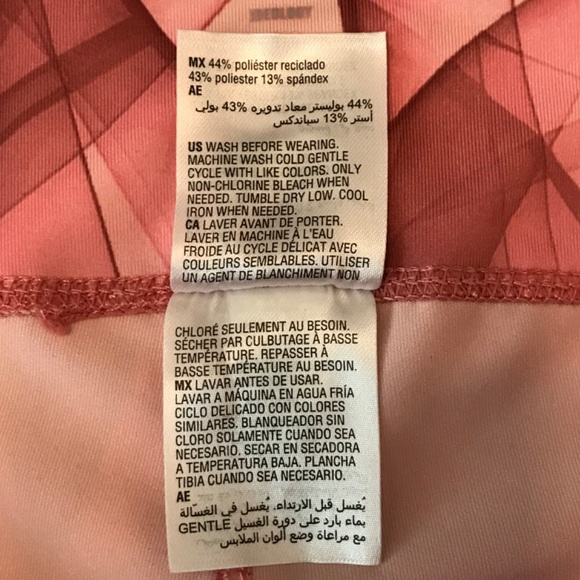 IDEOLOGY
MX 44% poliéster reciclado
43% poliester 13% spándex
AE
44% بوليستر معاد تدويره 43% بولي
أستر 13% سباندكس
US WASH BEFORE WEARING.
MACHINE WASH COLD GENTLE
CYCLE WITH LIKE COLORS. ONLY
NON-CHLORINE BLEACH WHEN
NEEDED. TUMBLE DRY LOW. COOL
IRON WHEN NEEDED.
CA LAVER AVANT DE PORTER.
LAVER EN MACHINE À L'EAU
FROIDE AU CYCLE DÉLICAT AVEC
COULEURS SEMBLABLES. UTILISER
UN AGENT DE BLANCHIMENT NON
CHLORÉ SEULEMENT AU BESOIN.
SÉCHER PAR CULBUTAGE À BASSE
TEMPÉRATURE. REPASSER À
BASSE TEMPÉRATURE AU BESOIN.
MX LAVAR ANTES DE USAR.
LAVAR A MÁQUINA EN AGUA FRÍA
CICLO DELICADO CON COLORES
SIMILARES. BLANQUEADOR SIN
CLORO SOLAMENTE CUANDO SEA
NECESARIO. SECAR EN SECADORA
A TEMPERATURA BAJA. PLANCHA
TIBIA CUANDO SEA NECESARIO.
AE
يُغسل قبل الارتداء. يُغسل في الغسّالة
بماء بارد على دورة الغسيل GENTLE
مع مراعاة وضع ألوان الملابس